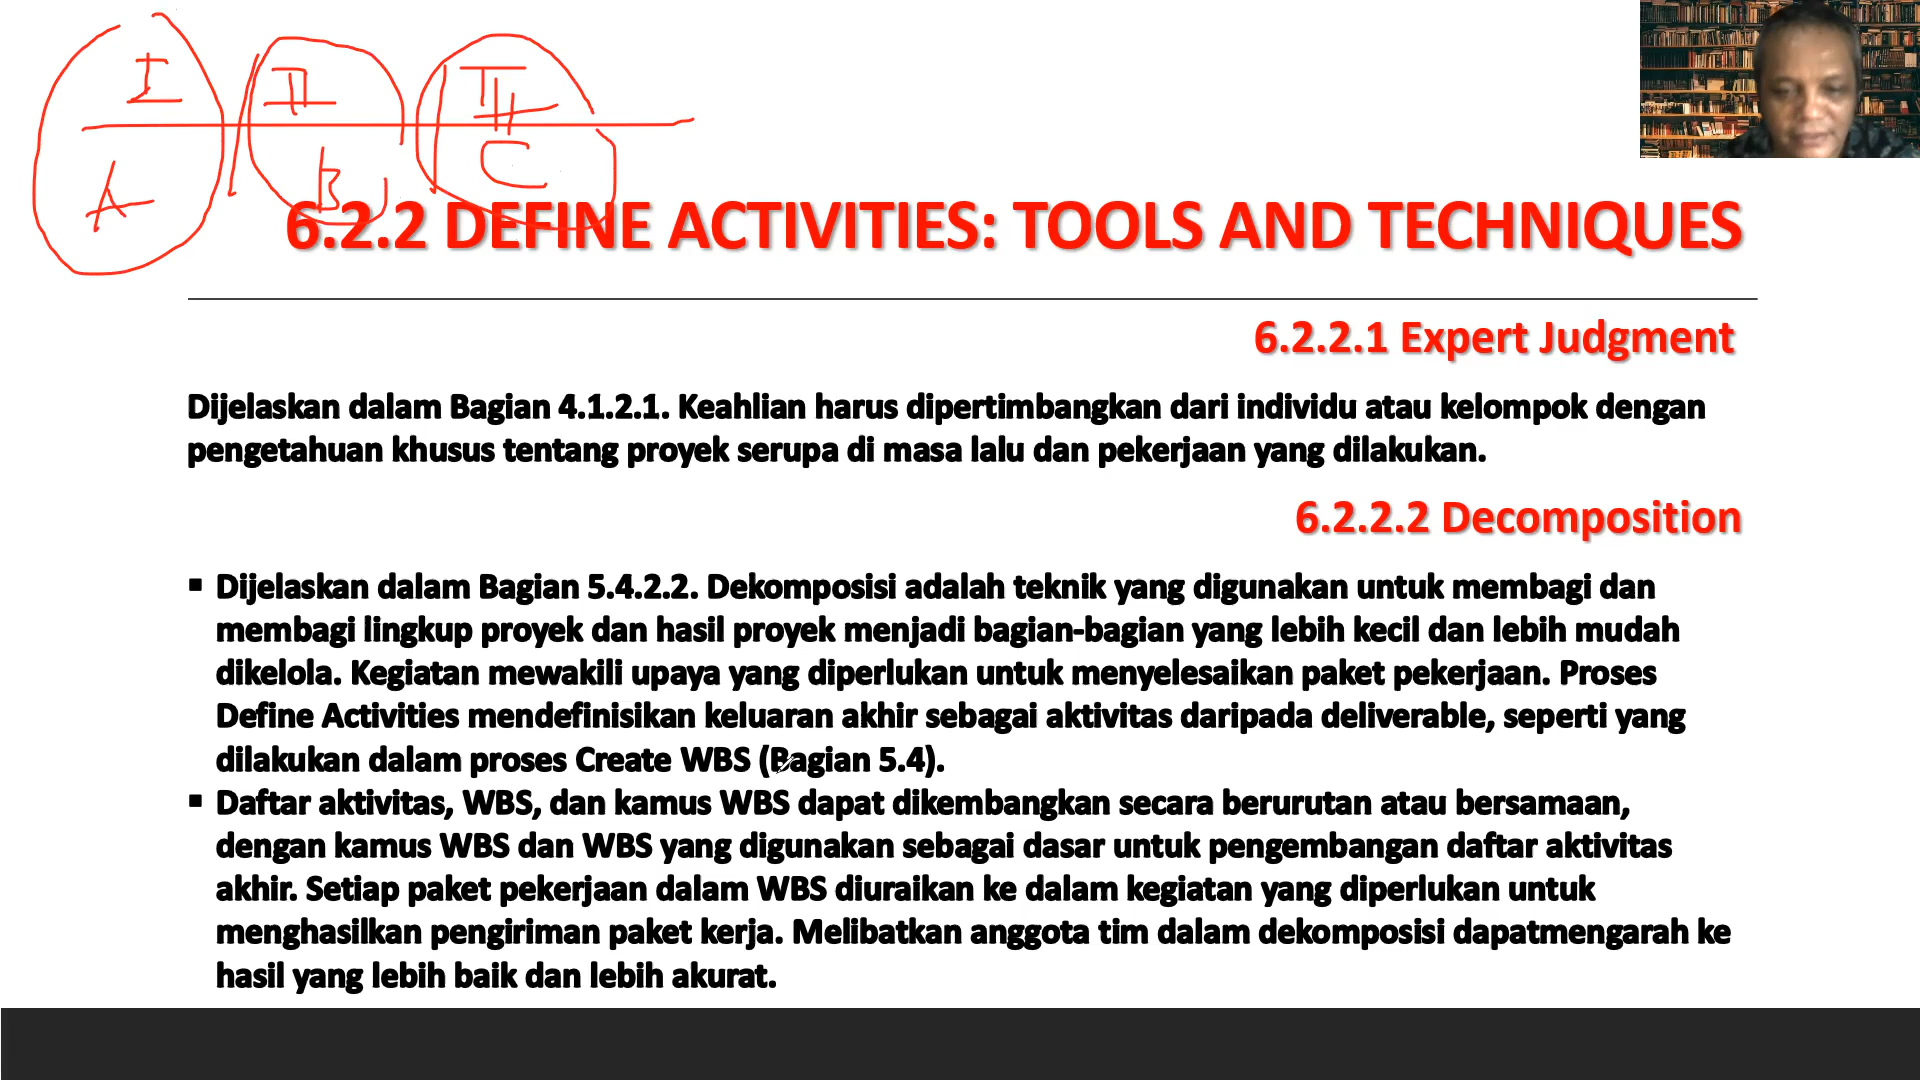 I II III
A B C
6.2.2 DEFINE ACTIVITIES: TOOLS AND TECHNIQUES
6.2.2.1 Expert Judgment
Dijelaskan dalam Bagian 4.1.2.1. Keahlian harus dipertimbangkan dari individu atau kelompok dengan
pengetahuan khusus tentang proyek serupa di masa lalu dan pekerjaan yang dilakukan.
6.2.2.2 Decomposition
▪ Dijelaskan dalam Bagian 5.4.2.2. Dekomposisi adalah teknik yang digunakan untuk membagi dan
membagi lingkup proyek dan hasil proyek menjadi bagian-bagian yang lebih kecil dan lebih mudah
dikelola. Kegiatan mewakili upaya yang diperlukan untuk menyelesaikan paket pekerjaan. Proses
Define Activities mendefinisikan keluaran akhir sebagai aktivitas daripada deliverable, seperti yang
dilakukan dalam proses Create WBS (Bagian 5.4).
▪ Daftar aktivitas, WBS, dan kamus WBS dapat dikembangkan secara berurutan atau bersamaan,
dengan kamus WBS dan WBS yang digunakan sebagai dasar untuk pengembangan daftar aktivitas
akhir. Setiap paket pekerjaan dalam WBS diuraikan ke dalam kegiatan yang diperlukan untuk
menghasilkan pengiriman paket kerja. Melibatkan anggota tim dalam dekomposisi dapatmengarah ke
hasil yang lebih baik dan lebih akurat.